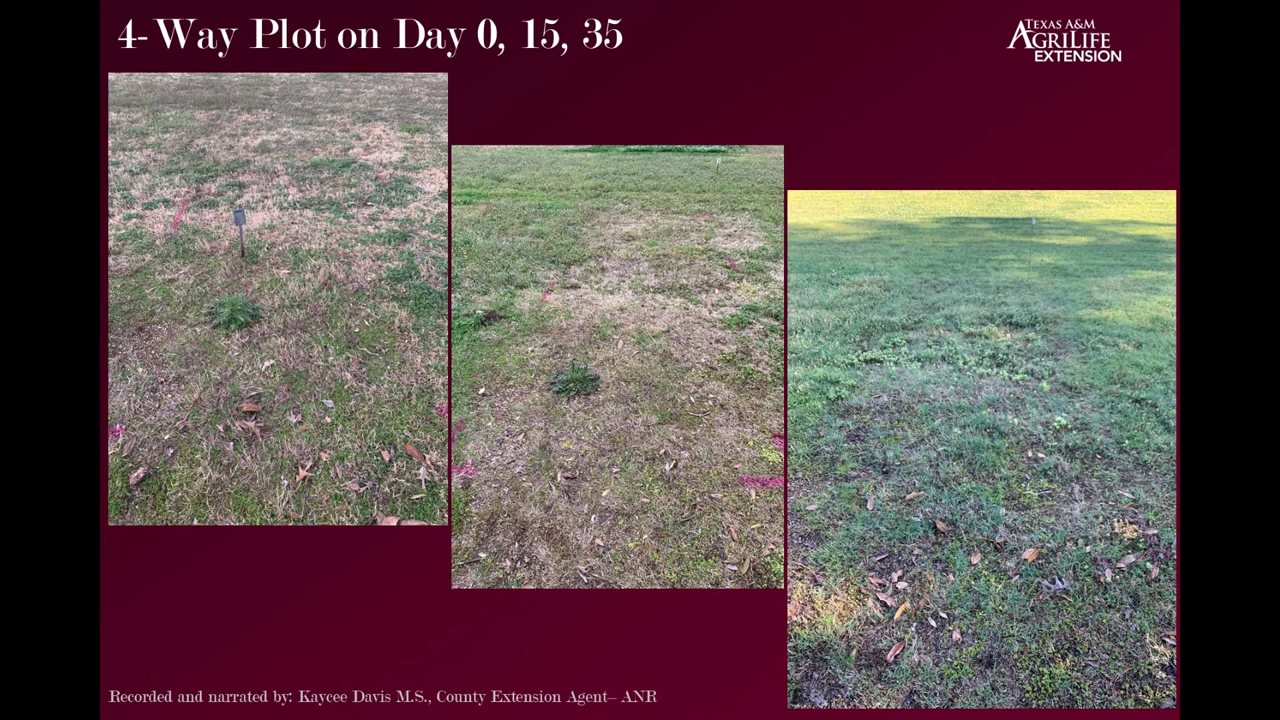 4-Way Plot on Day 0, 15, 35
TEXAS A&M
AGRILIFE
EXTENSION
Recorded and narrated by: Kaycee Davis M.S., County Extension Agent– ANR